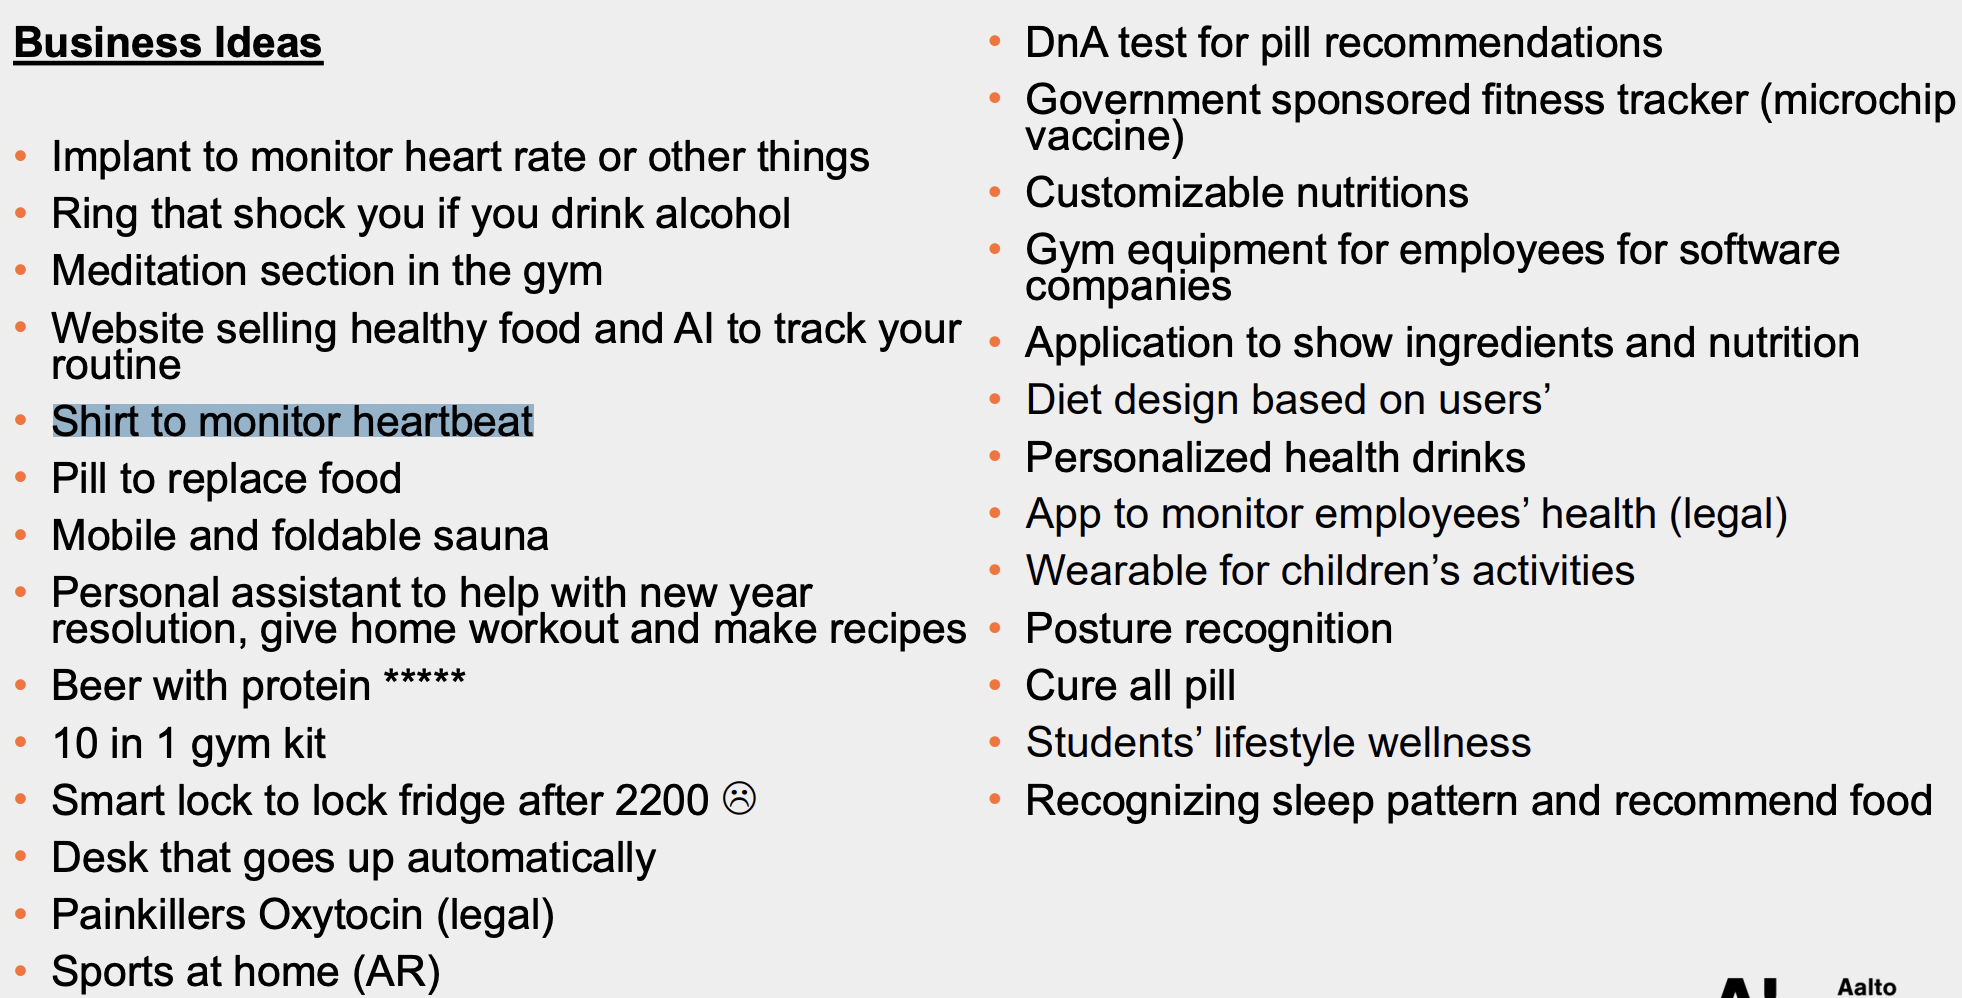 Business Ideas
• Implant to monitor heart rate or other things
• Ring that shock you if you drink alcohol
• Meditation section in the gym
• Website selling healthy food and AI to track your
routine
• Shirt to monitor heartbeat
• Pill to replace food
• Mobile and foldable sauna
• Personal assistant to help with new year
resolution, give home workout and make recipes
• Beer with protein *****
• 10 in 1 gym kit
• Smart lock to lock fridge after 2200 ☹
• Desk that goes up automatically
• Painkillers Oxytocin (legal)
• Sports at home (AR)
• DnA test for pill recommendations
• Government sponsored fitness tracker (microchip
vaccine)
• Customizable nutritions
• Gym equipment for employees for software
companies
• Application to show ingredients and nutrition
• Diet design based on users’
• Personalized health drinks
• App to monitor employees’ health (legal)
• Wearable for children’s activities
• Posture recognition
• Cure all pill
• Students’ lifestyle wellness
• Recognizing sleep pattern and recommend food
Aalto